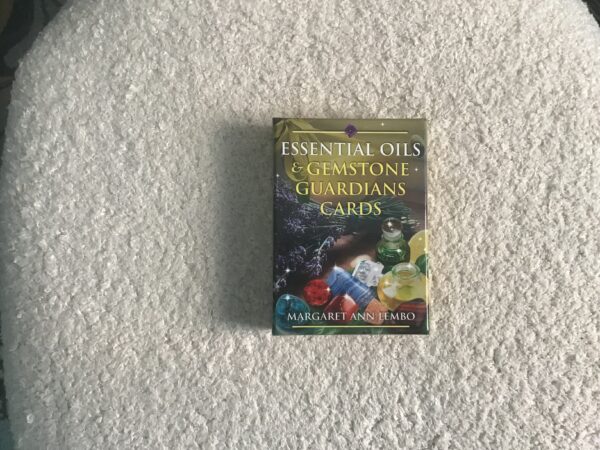 ESSENTIAL OILS
& GEMSTONE
GUARDIANS
CARDS
MARGARET ANN LEMBO